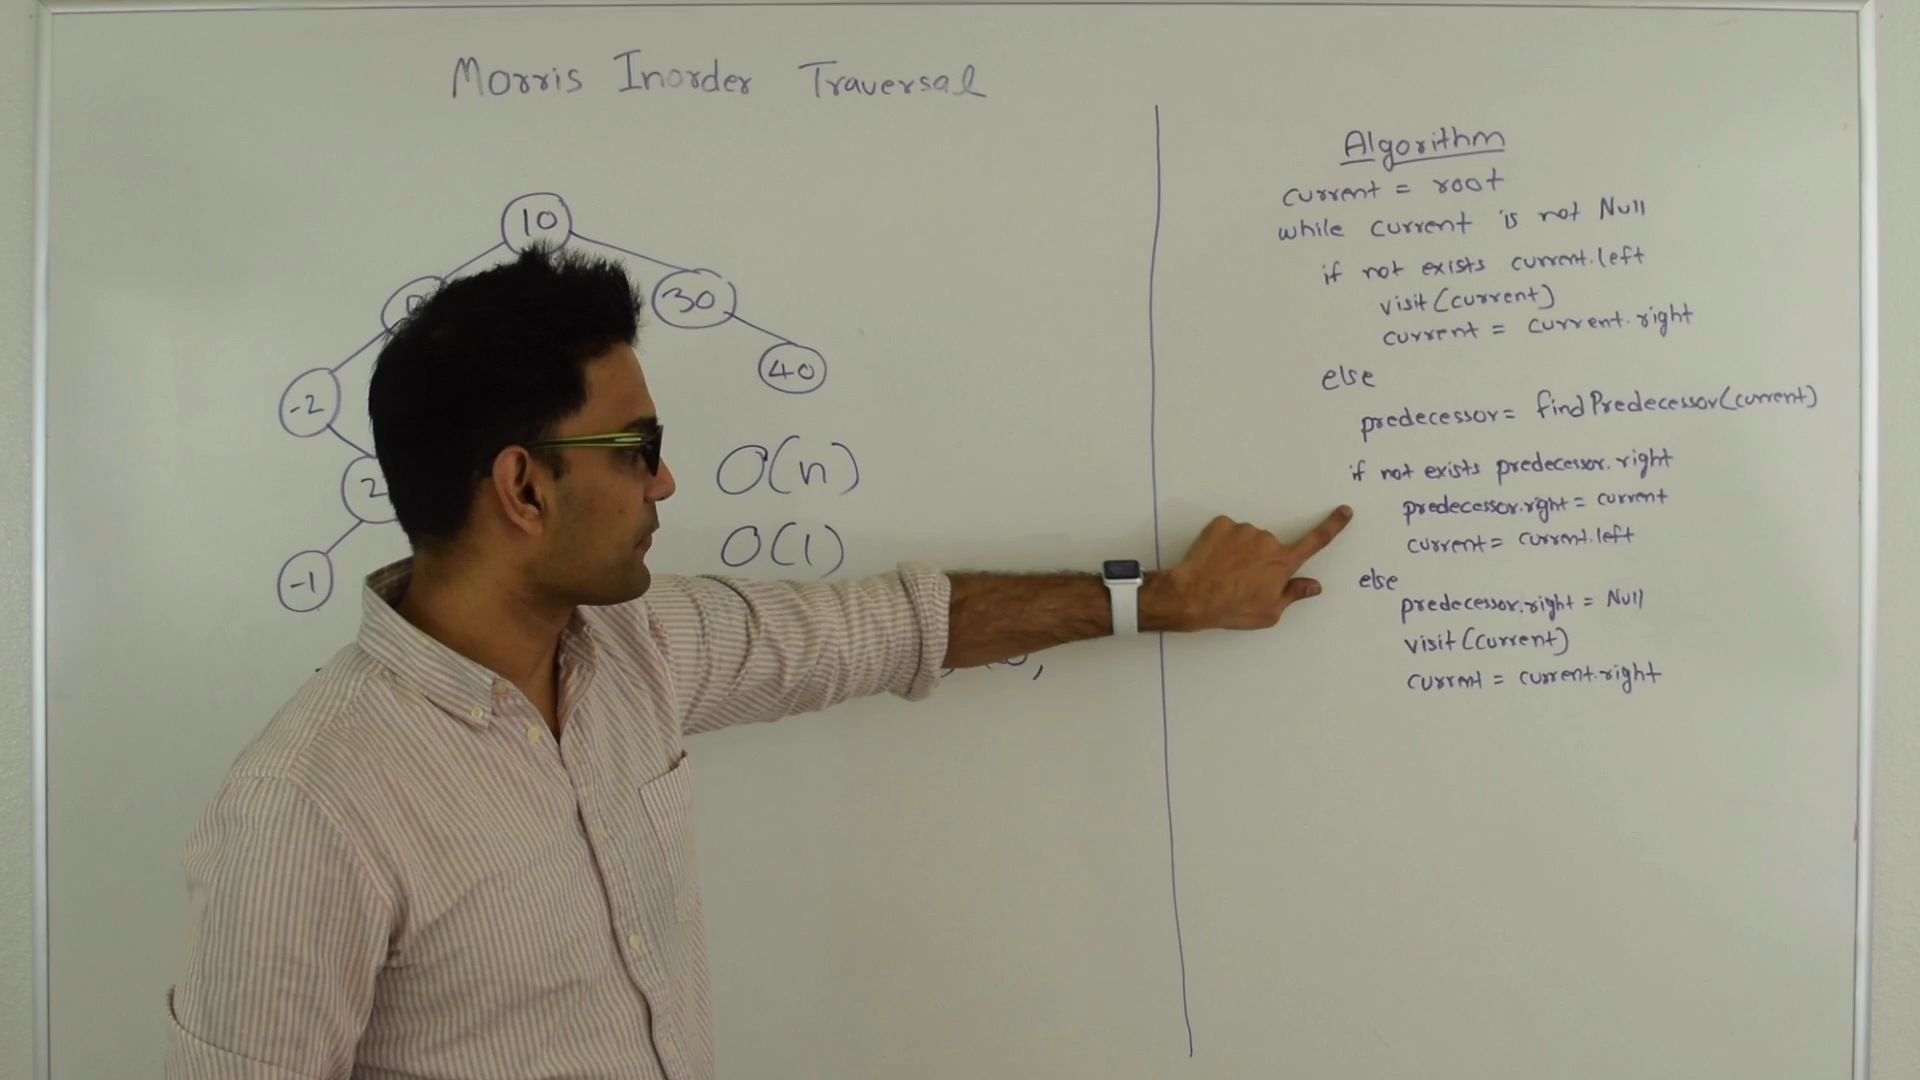 Morris Inorder Traversal
10
30
-2
40
2
-1
O(n)
O(1)
Algorithm
current = root
while current is not Null
if not exists current.left
visit(current)
current = current.right
else
predecessor = findPredecessor(current)
if not exists predecessor.right
predecessor.right = current
current = current.left
else
predecessor.right = Null
visit(current)
current = current.right